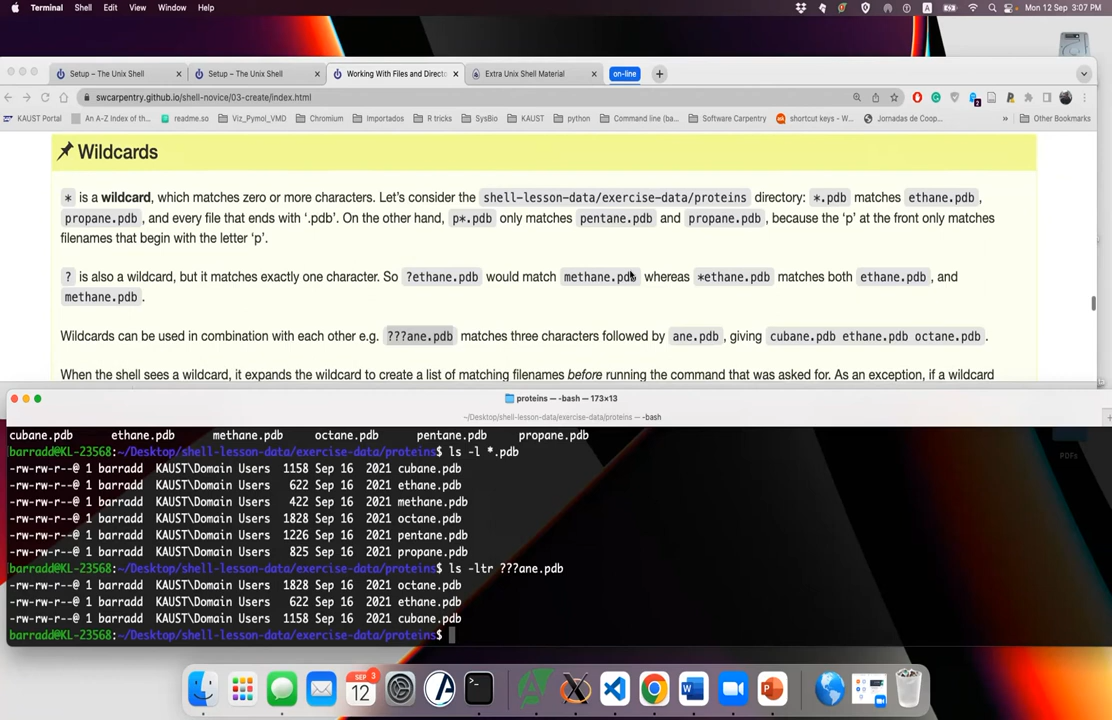 Terminal Shell Edit View Window Help Mon 12 Sep 3:07 PM
Setup – The Unix Shell Setup – The Unix Shell Working With Files and Directo Extra Unix Shell Material on-line
swcarpentry.github.io/shell-novice/03-create/index.html
KAUST Portal An A-Z Index of th... readme.so Viz_Pymol_VMD Chromium Importados R tricks SysBio KAUST python Command line (ba... Software Carpentry shortcut keys - W... Jornadas de Coop... » Other Bookmarks
Wildcards
* is a wildcard, which matches zero or more characters. Let's consider the shell-lesson-data/exercise-data/proteins directory: *.pdb matches ethane.pdb ,
propane.pdb , and every file that ends with '.pdb'. On the other hand, p*.pdb only matches pentane.pdb and propane.pdb , because the 'p' at the front only matches
filenames that begin with the letter 'p'.
? is also a wildcard, but it matches exactly one character. So ?ethane.pdb would match methane.pdb whereas *ethane.pdb matches both ethane.pdb , and
methane.pdb .
Wildcards can be used in combination with each other e.g. ???ane.pdb matches three characters followed by ane.pdb , giving cubane.pdb ethane.pdb octane.pdb .
When the shell sees a wildcard, it expands the wildcard to create a list of matching filenames before running the command that was asked for. As an exception, if a wildcard
proteins — -bash — 173×13
~/Desktop/shell-lesson-data/exercise-data/proteins — -bash
cubane.pdb ethane.pdb methane.pdb octane.pdb pentane.pdb propane.pdb
barradd@KL-23568:~/Desktop/shell-lesson-data/exercise-data/proteins$ ls -l *.pdb
-rw-rw-r--@ 1 barradd KAUST\Domain Users 1158 Sep 16 2021 cubane.pdb
-rw-rw-r--@ 1 barradd KAUST\Domain Users 622 Sep 16 2021 ethane.pdb
-rw-rw-r--@ 1 barradd KAUST\Domain Users 422 Sep 16 2021 methane.pdb
-rw-rw-r--@ 1 barradd KAUST\Domain Users 1828 Sep 16 2021 octane.pdb
-rw-rw-r--@ 1 barradd KAUST\Domain Users 1226 Sep 16 2021 pentane.pdb
-rw-rw-r--@ 1 barradd KAUST\Domain Users 825 Sep 16 2021 propane.pdb
barradd@KL-23568:~/Desktop/shell-lesson-data/exercise-data/proteins$ ls -ltr ???ane.pdb
-rw-rw-r--@ 1 barradd KAUST\Domain Users 1828 Sep 16 2021 octane.pdb
-rw-rw-r--@ 1 barradd KAUST\Domain Users 622 Sep 16 2021 ethane.pdb
-rw-rw-r--@ 1 barradd KAUST\Domain Users 1158 Sep 16 2021 cubane.pdb
barradd@KL-23568:~/Desktop/shell-lesson-data/exercise-data/proteins$
PDFs
SEP
12
3